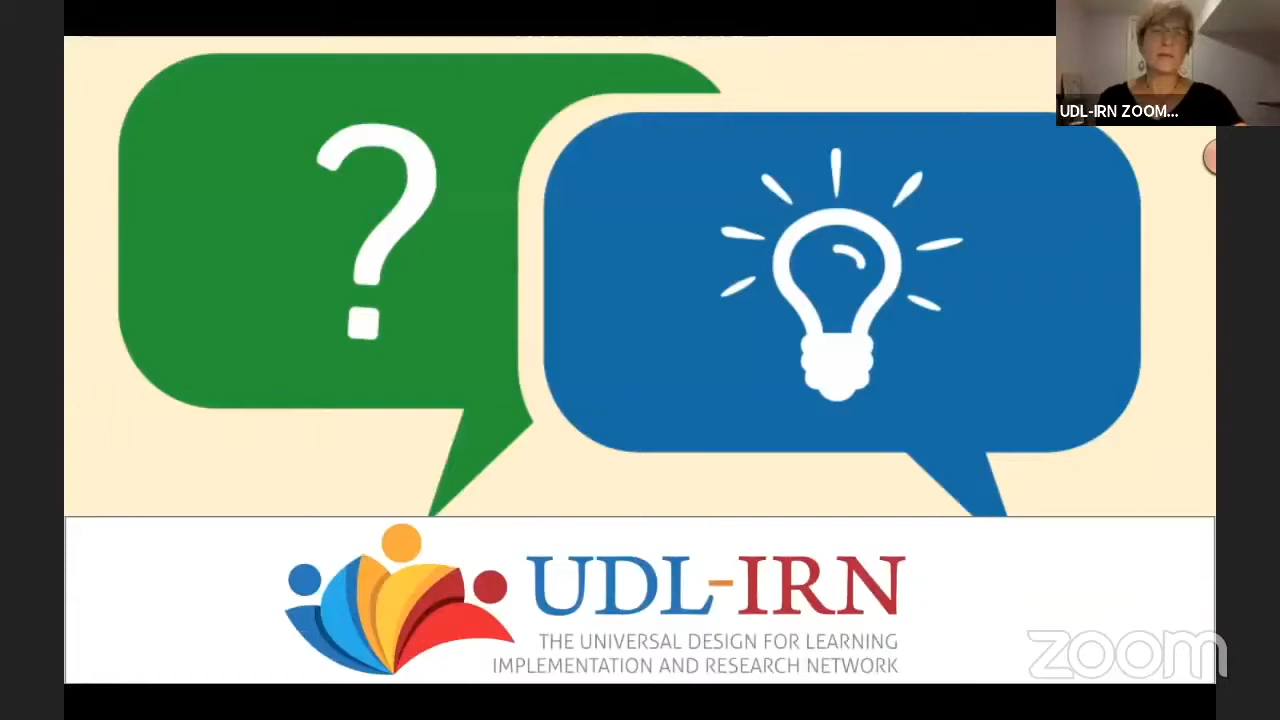 UDL-IRN ZOOM...
?
UDL-IRN
THE UNIVERSAL DESIGN FOR LEARNING
IMPLEMENTATION AND RESEARCH NETWORK
zoom